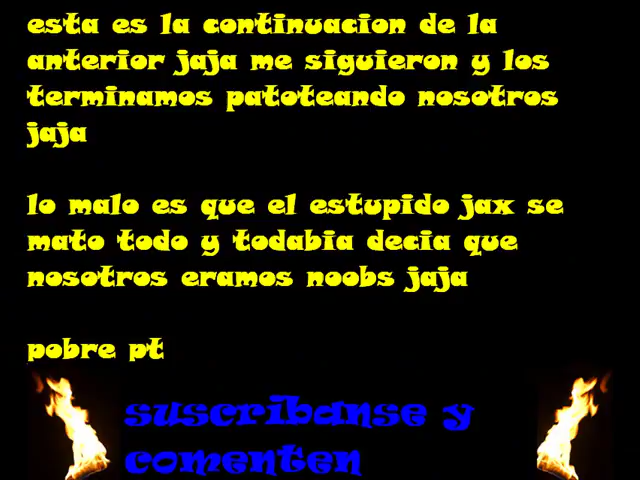 esta es la continuacion de la
anterior jaja me siguieron y los
terminamos patoteando nosotros
jaja
lo malo es que el estupido jax se
mato todo y todabia decia que
nosotros eramos noobs jaja
pobre pt
suscribanse y
comenten